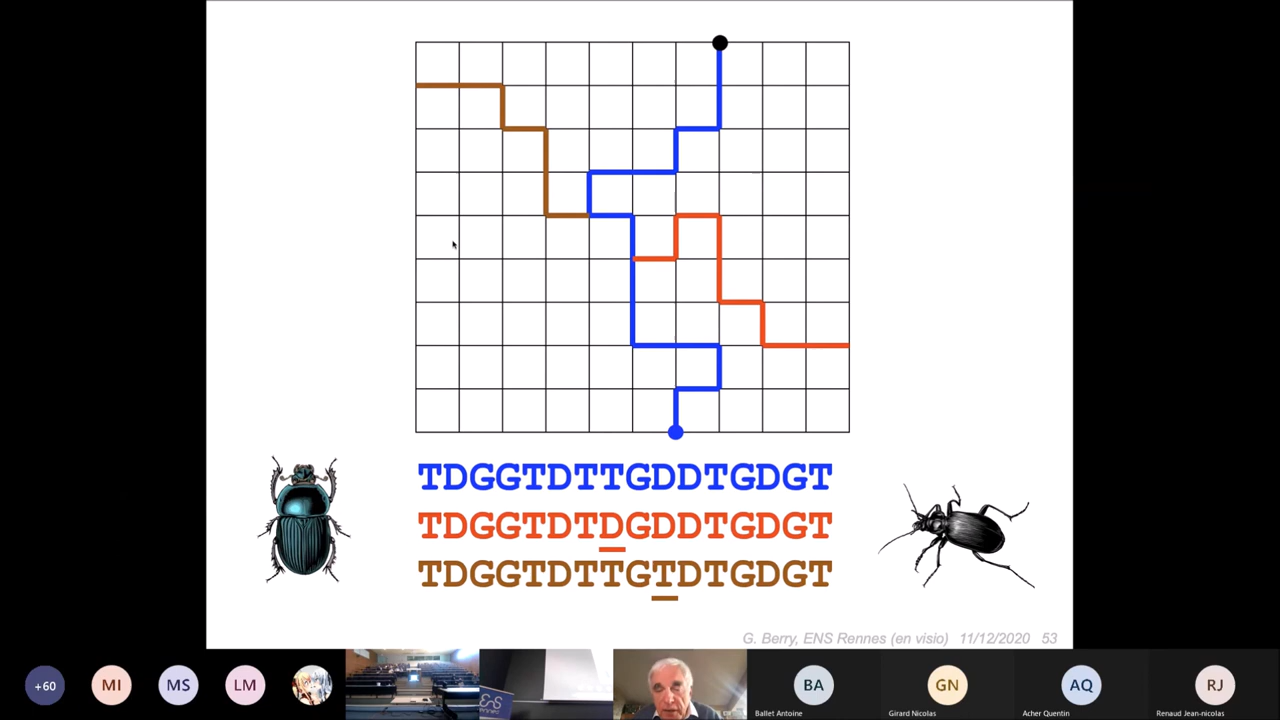 TDGGTDTTGDDTGDGT
TDGGTDTDGDDTGDGT
TDGGTDTTGTDTGDGT
G. Berry, ENS Rennes (en visio) 11/12/2020 53
+60
MI
MS
LM
BA
GN
AQ
RJ
Ballet Antoine
Girard Nicolas
Acher Quentin
Renaud Jean-nicolas